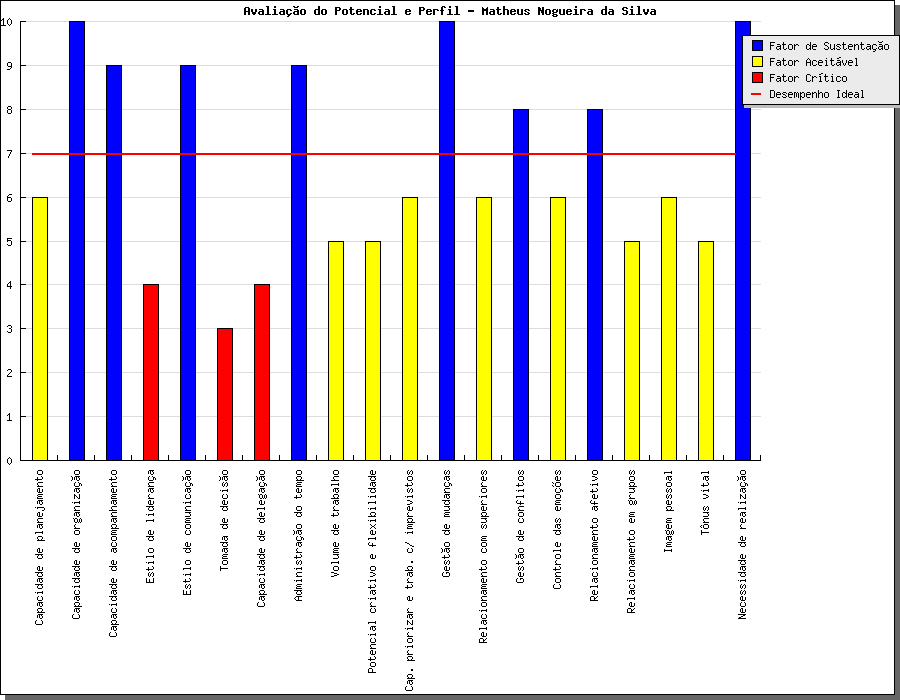 Avaliação do Potencial e Perfil - Matheus Nogueira da Silva
10
9
8
7
6
5
4
3
2
1
0
Fator de Sustentação
Fator Aceitável
Fator Crítico
Desempenho Ideal
Capacidade de planejamento
Capacidade de organização
Capacidade de acompanhamento
Estilo de liderança
Estilo de comunicação
Tomada de decisão
Capacidade de delegação
Administração do tempo
Volume de trabalho
Potencial criativo e flexibilidade
Cap. priorizar e trab. c/ imprevistos
Gestão de mudanças
Relacionamento com superiores
Gestão de conflitos
Controle das emoções
Relacionamento afetivo
Relacionamento em grupos
Imagem pessoal
Tônus vital
Necessidade de realização